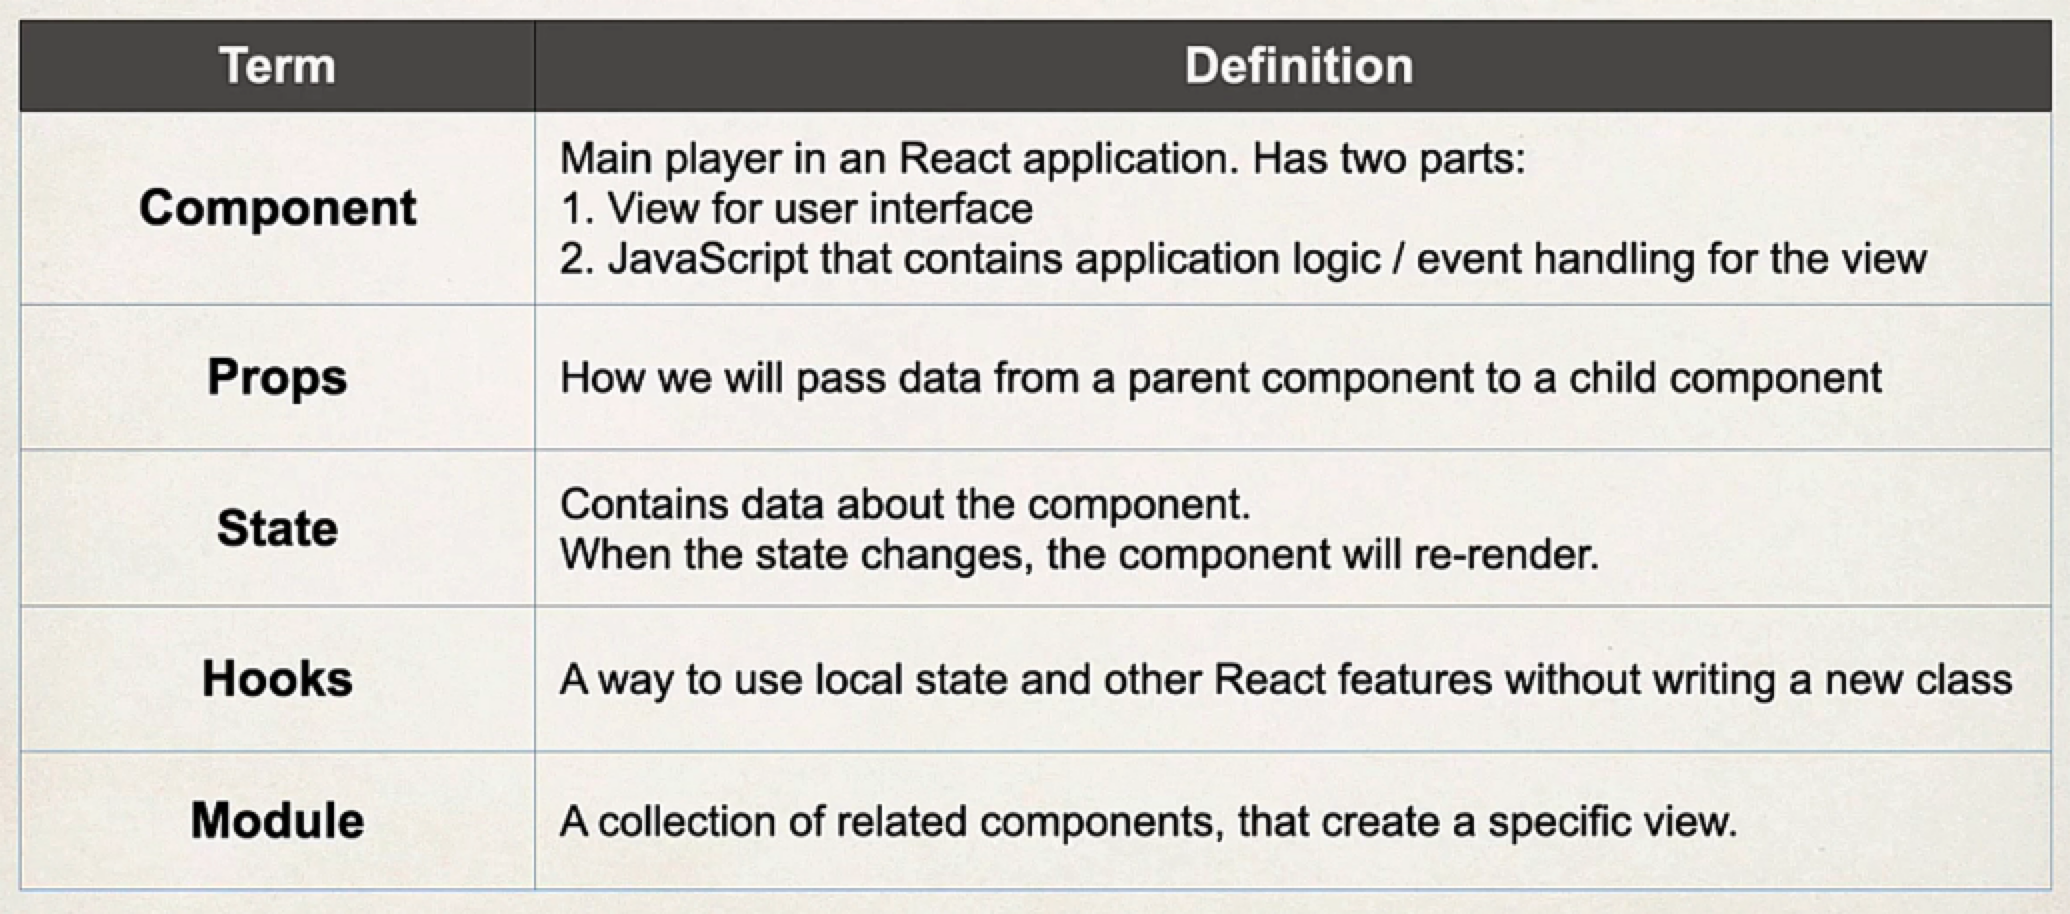 Term
Definition
Component
Main player in an React application. Has two parts:
1. View for user interface
2. JavaScript that contains application logic / event handling for the view
Props
How we will pass data from a parent component to a child component
State
Contains data about the component.
When the state changes, the component will re-render.
Hooks
A way to use local state and other React features without writing a new class
Module
A collection of related components, that create a specific view.